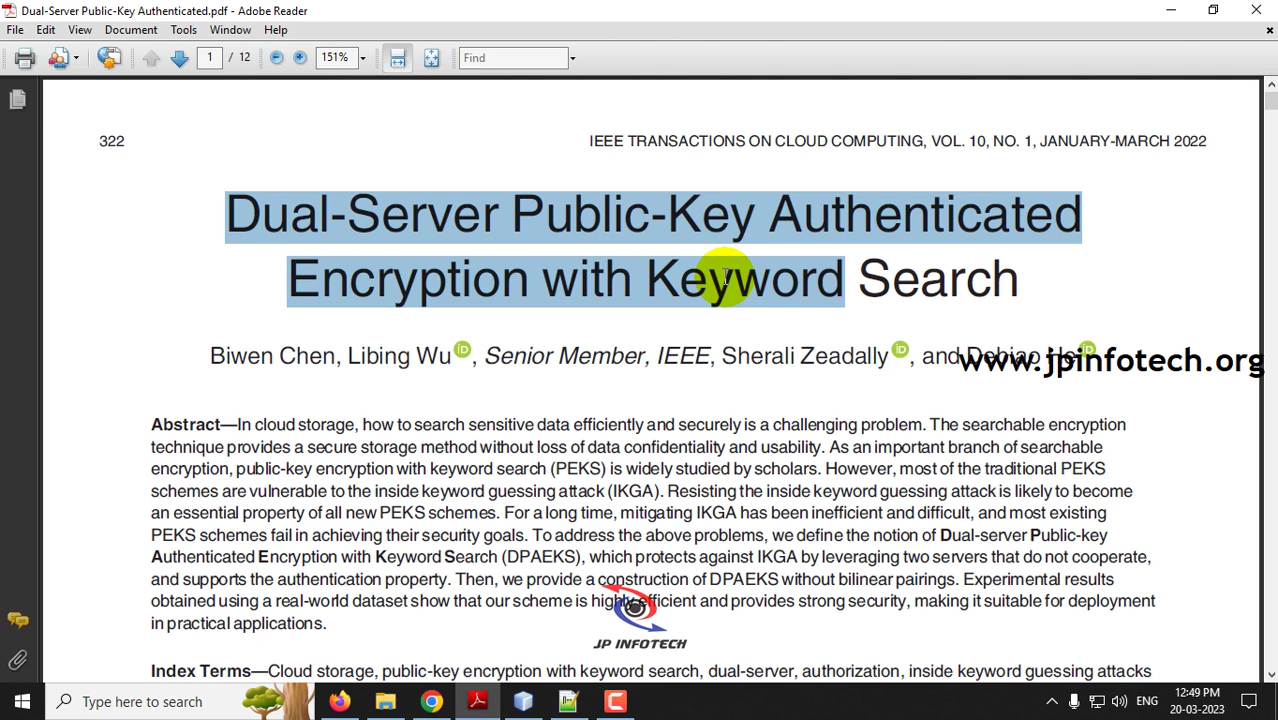 Dual-Server Public-Key Authenticated.pdf - Adobe Reader
File Edit View Document Tools Window Help
1 / 12 151% Find
322 IEEE TRANSACTIONS ON CLOUD COMPUTING, VOL. 10, NO. 1, JANUARY-MARCH 2022
Dual-Server Public-Key Authenticated
Encryption with Keyword Search
Biwen Chen, Libing Wu iD, Senior Member, IEEE, Sherali Zeadally iD, and Debiao He iD
www.jpinfotech.org
Abstract—In cloud storage, how to search sensitive data efficiently and securely is a challenging problem. The searchable encryption
technique provides a secure storage method without loss of data confidentiality and usability. As an important branch of searchable
encryption, public-key encryption with keyword search (PEKS) is widely studied by scholars. However, most of the traditional PEKS
schemes are vulnerable to the inside keyword guessing attack (IKGA). Resisting the inside keyword guessing attack is likely to become
an essential property of all new PEKS schemes. For a long time, mitigating IKGA has been inefficient and difficult, and most existing
PEKS schemes fail in achieving their security goals. To address the above problems, we define the notion of Dual-server Public-key
Authenticated Encryption with Keyword Search (DPAEKS), which protects against IKGA by leveraging two servers that do not cooperate,
and supports the authentication property. Then, we provide a construction of DPAEKS without bilinear pairings. Experimental results
obtained using a real-world dataset show that our scheme is highly efficient and provides strong security, making it suitable for deployment
in practical applications.
JP INFOTECH
Index Terms—Cloud storage, public-key encryption with keyword search, dual-server, authorization, inside keyword guessing attacks
Type here to search
ENG
12:49 PM
20-03-2023